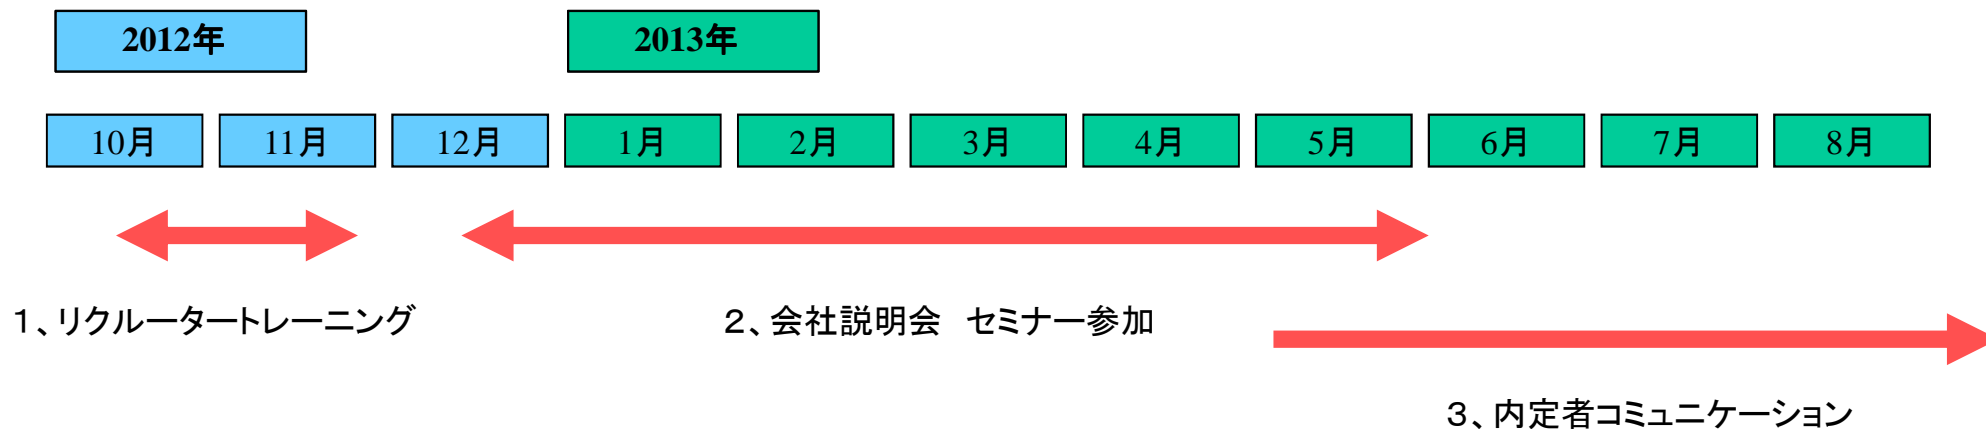 2012年 2013年
10月 11月 12月 1月 2月 3月 4月 5月 6月 7月 8月
１、リクルータートレーニング ２、会社説明会　セミナー参加
３、内定者コミュニケーション